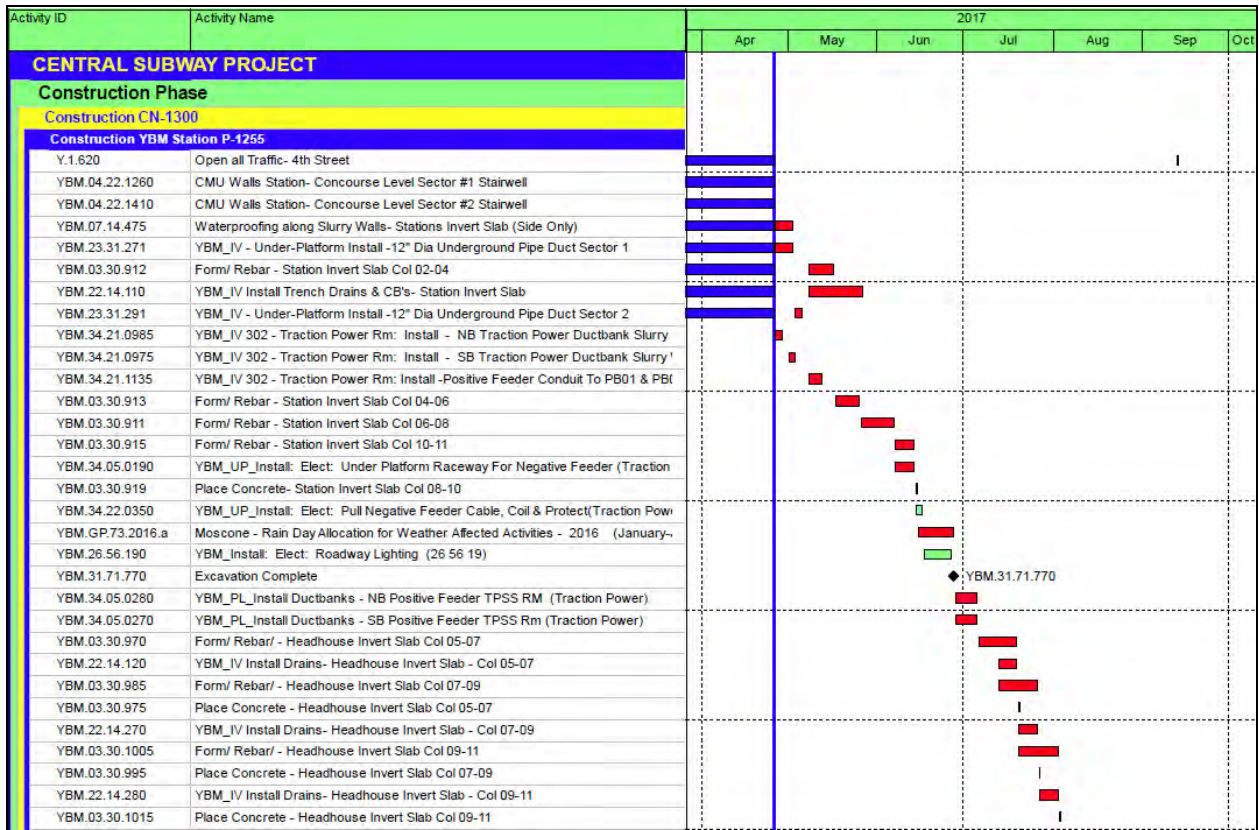 Activity ID Activity Name 2017
Apr May Jun Jul Aug Sep Oct
CENTRAL SUBWAY PROJECT
Construction Phase
Construction CN-1300
Construction YBM Station P-1255
Y.1.620 Open all Traffic- 4th Street
YBM.04.22.1260 CMU Walls Station- Concourse Level Sector #1 Stairwell
YBM.04.22.1410 CMU Walls Station- Concourse Level Sector #2 Stairwell
YBM.07.14.475 Waterproofing along Slurry Walls- Stations Invert Slab (Side Only)
YBM.23.31.271 YBM_IV - Under-Platform Install -12" Dia Underground Pipe Duct Sector 1
YBM.03.30.912 Form/ Rebar - Station Invert Slab Col 02-04
YBM.22.14.110 YBM_IV Install Trench Drains & CB's- Station Invert Slab
YBM.23.31.291 YBM_IV - Under-Platform Install -12" Dia Underground Pipe Duct Sector 2
YBM.34.21.0985 YBM_IV 302 - Traction Power Rm: Install - NB Traction Power Ductbank Slurry
YBM.34.21.0975 YBM_IV 302 - Traction Power Rm: Install - SB Traction Power Ductbank Slurry
YBM.34.21.1135 YBM_IV 302 - Traction Power Rm: Install -Positive Feeder Conduit To PB01 &
YBM.03.30.913 Form/ Rebar - Station Invert Slab Col 04-06
YBM.03.30.911 Form/ Rebar - Station Invert Slab Col 06-08
YBM.03.30.915 Form/ Rebar - Station Invert Slab Col 10-11
YBM.34.05.0190 YBM_UP_Install: Elect: Under Platform Raceway For Negative Feeder (Traction
YBM.03.30.919 Place Concrete- Station Invert Slab Col 08-10
YBM.34.22.0350 YBM_UP_Install: Elect: Pull Negative Feeder Cable, Coil & Protect(Traction
YBM.GP.73.2016.a Moscone - Rain Day Allocation for Weather Affected Activities - 2016 (January-
YBM.26.56.190 YBM_Install: Elect: Roadway Lighting (26 56 19)
YBM.31.71.770 Excavation Complete YBM.31.71.770
YBM.34.05.0280 YBM_PL_Install Ductbanks - NB Positive Feeder TPSS RM (Traction Power)
YBM.34.05.0270 YBM_PL_Install Ductbanks - SB Positive Feeder TPSS Rm (Traction Power)
YBM.03.30.970 Form/ Rebar/ - Headhouse Invert Slab Col 05-07
YBM.22.14.120 YBM_IV Install Drains- Headhouse Invert Slab - Col 05-07
YBM.03.30.985 Form/ Rebar/ - Headhouse Invert Slab Col 07-09
YBM.03.30.975 Place Concrete - Headhouse Invert Slab Col 05-07
YBM.22.14.270 YBM_IV Install Drains- Headhouse Invert Slab - Col 07-09
YBM.03.30.1005 Form/ Rebar/ - Headhouse Invert Slab Col 09-11
YBM.03.30.995 Place Concrete - Headhouse Invert Slab Col 07-09
YBM.22.14.280 YBM_IV Install Drains- Headhouse Invert Slab - Col 09-11
YBM.03.30.1015 Place Concrete - Headhouse Invert Slab Col 09-11